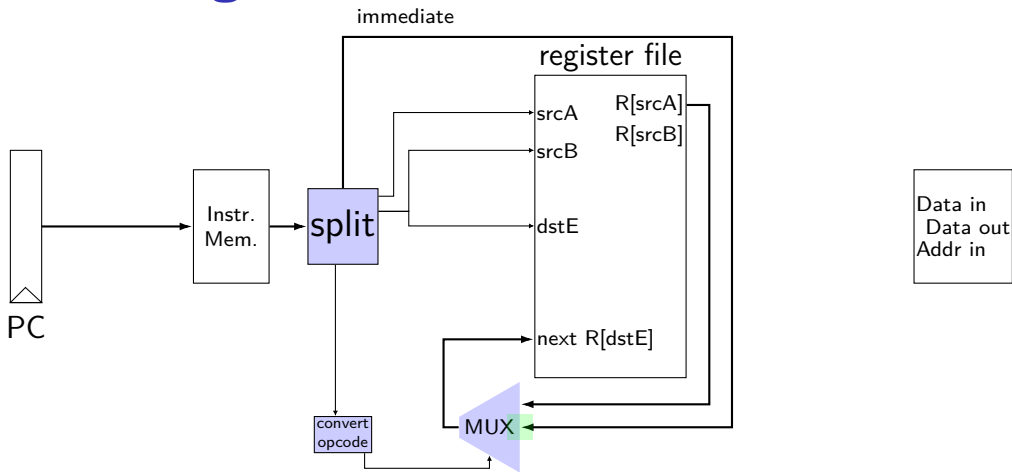 immediate
register file
srcA
R[srcA]
srcB
R[srcB]
Instr.
Mem.
split
dstE
Data in
Data out
Addr in
PC
next R[dstE]
convert
opcode
MUX